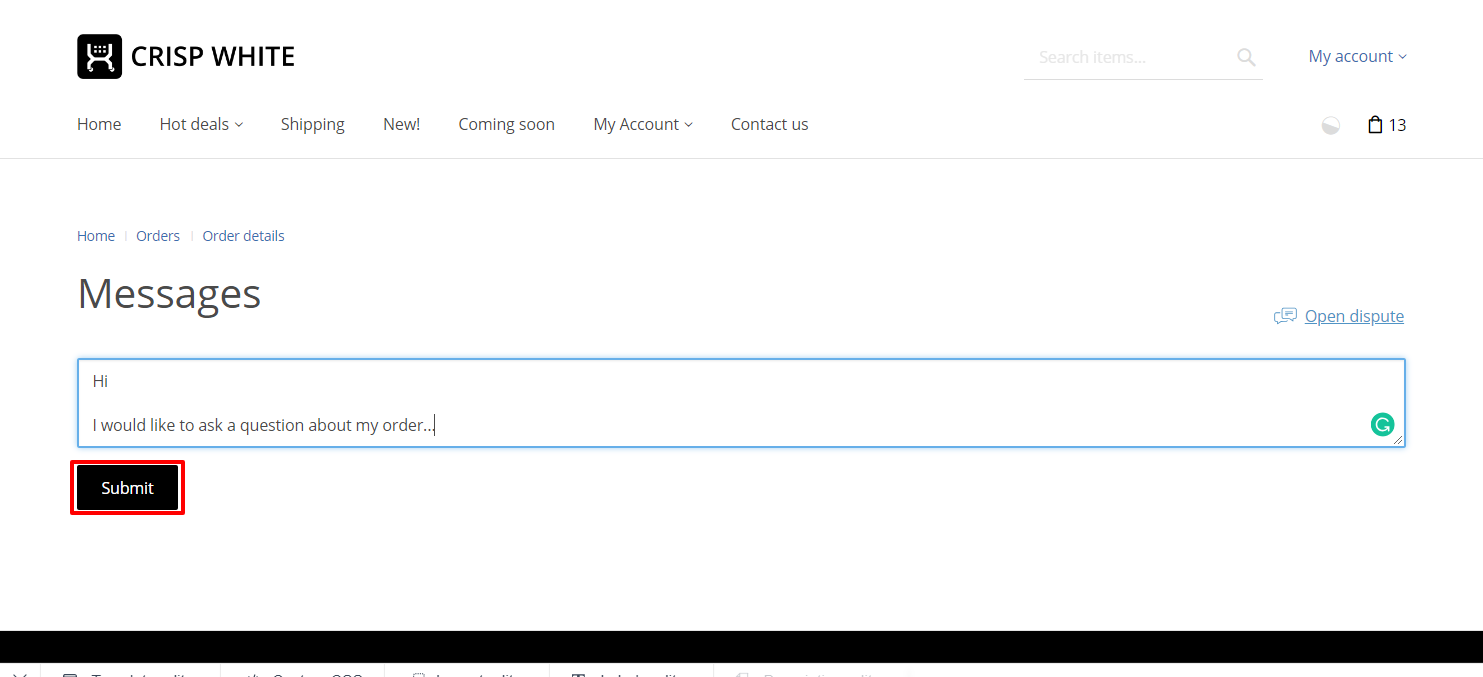 CRISP WHITE
Search items...
My account
Home Hot deals Shipping New! Coming soon My Account Contact us 13
Home Orders Order details
Messages
Open dispute
Hi
I would like to ask a question about my order...
Submit